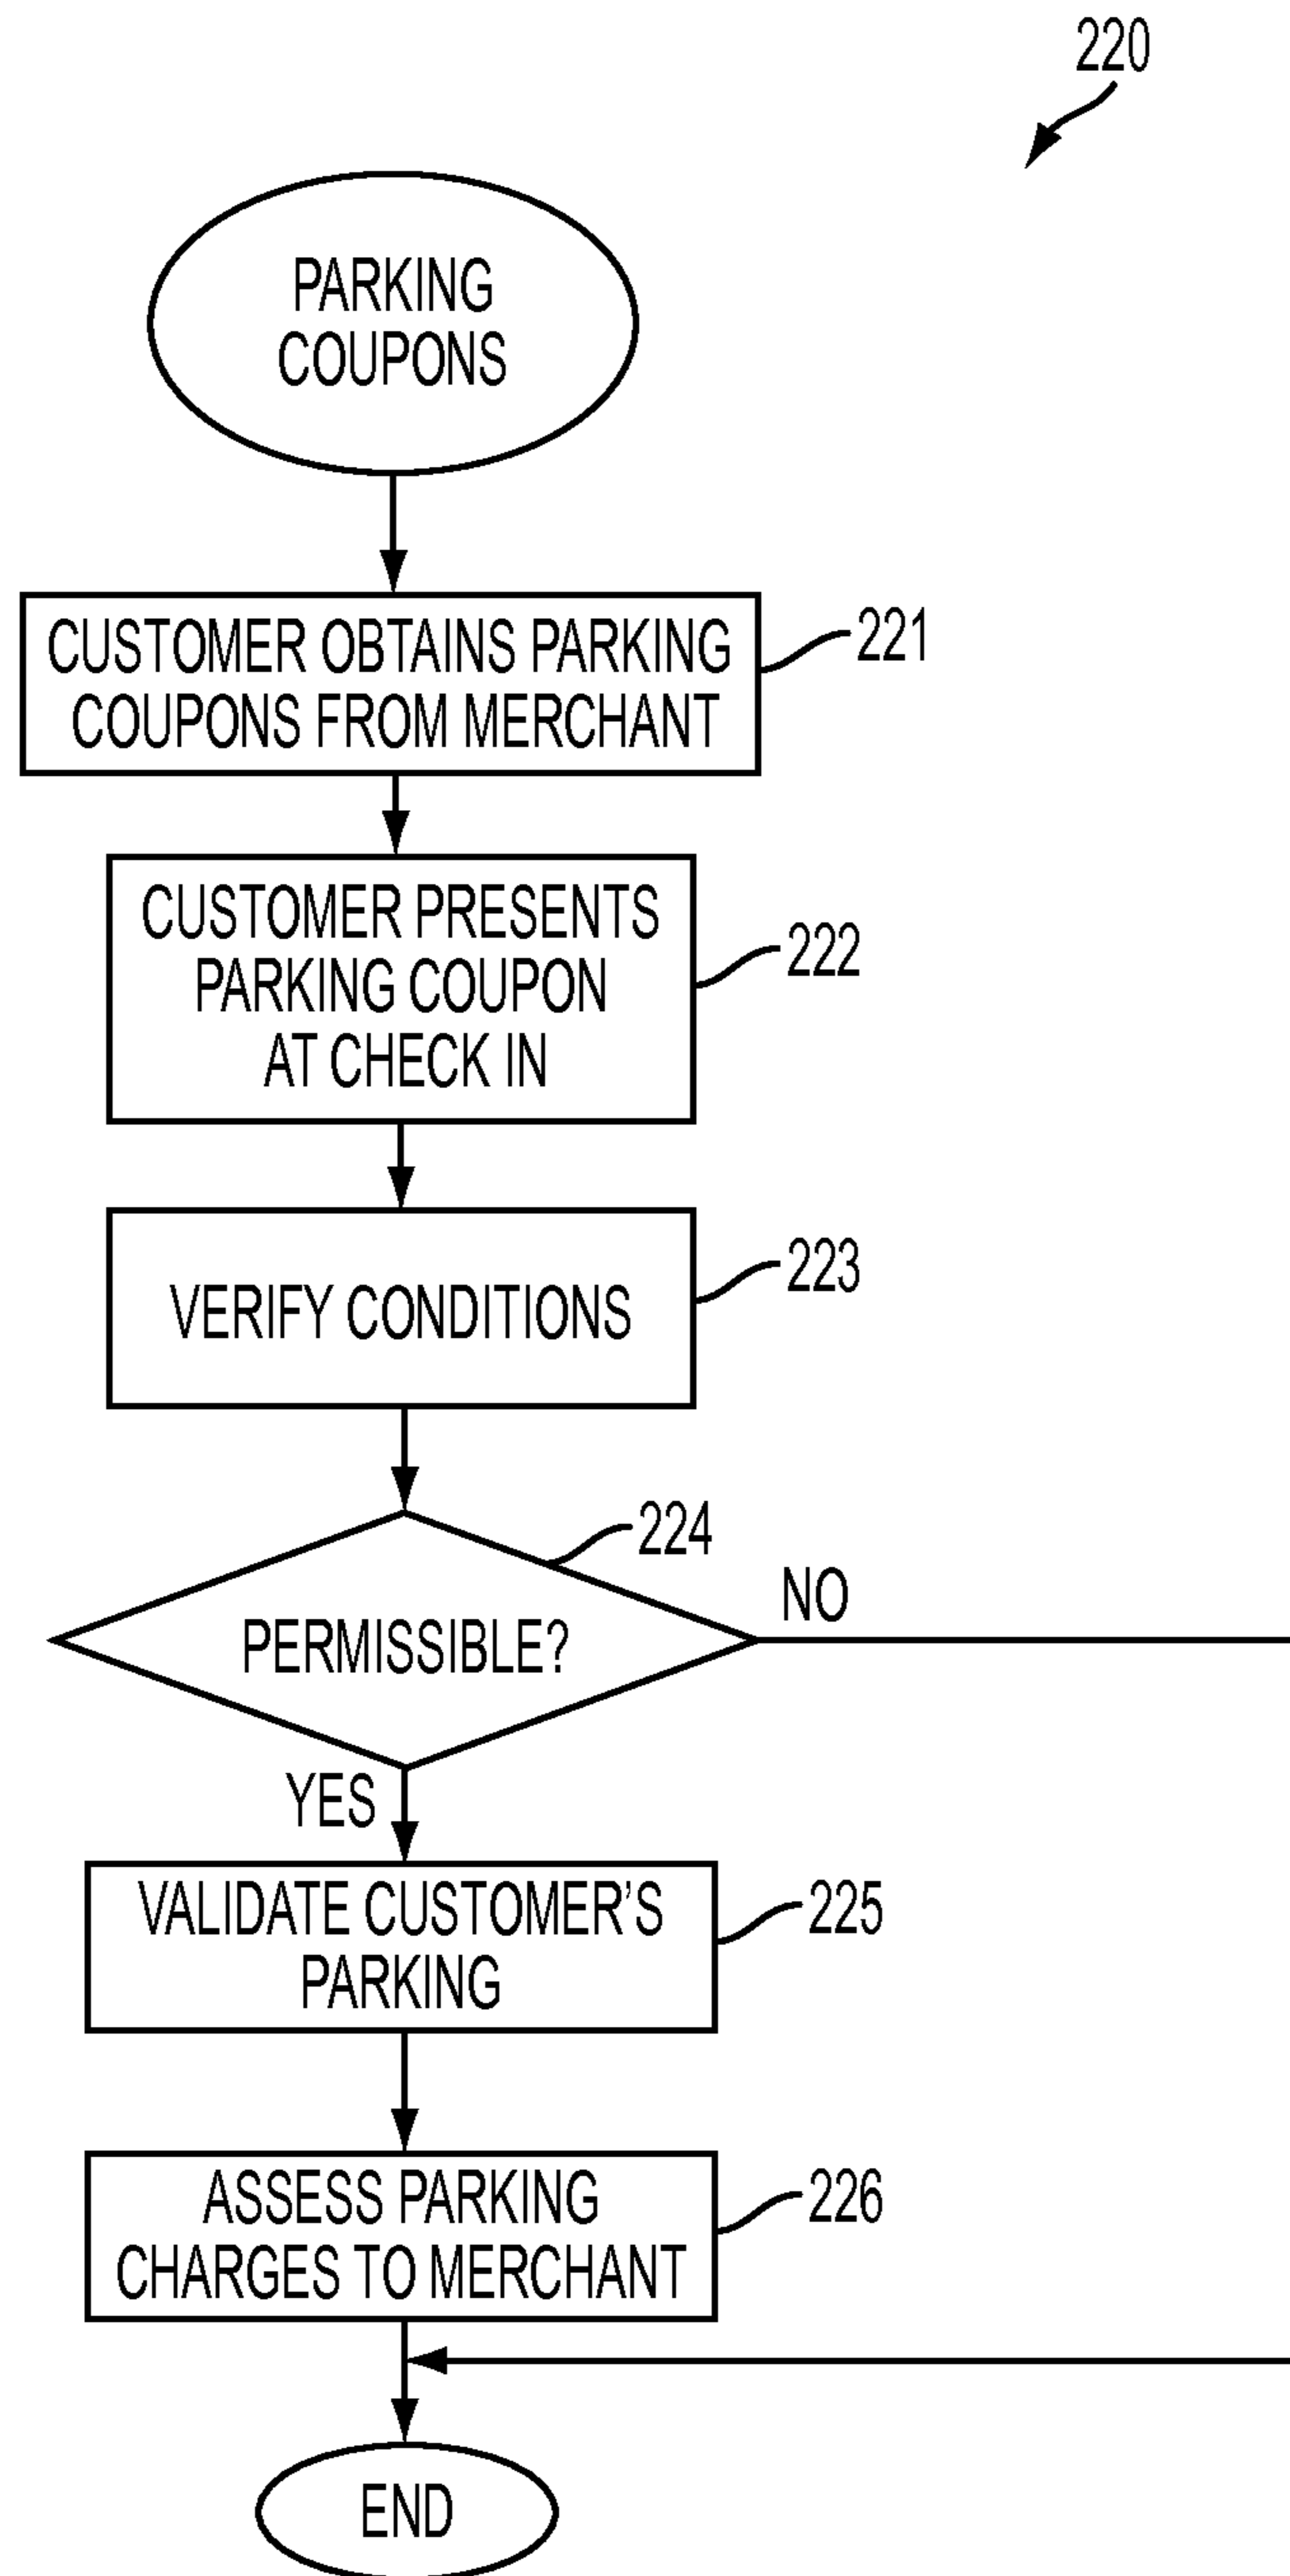 220
PARKING
COUPONS
CUSTOMER OBTAINS PARKING
COUPONS FROM MERCHANT
221
CUSTOMER PRESENTS
PARKING COUPON
AT CHECK IN
222
VERIFY CONDITIONS
223
224
PERMISSIBLE?
NO
YES
VALIDATE CUSTOMER’S
PARKING
225
ASSESS PARKING
CHARGES TO MERCHANT
226
END